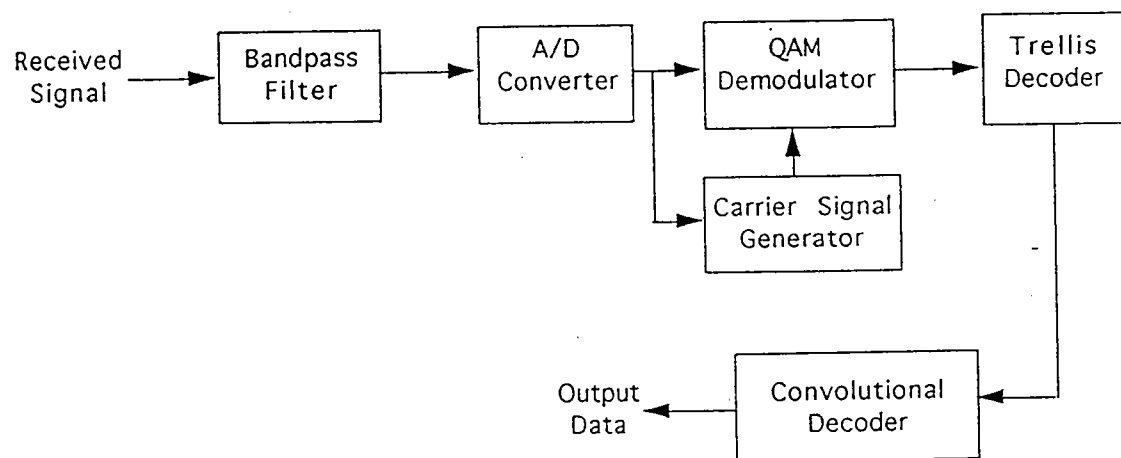 Received
Signal
Bandpass
Filter
A/D
Converter
QAM
Demodulator
Trellis
Decoder
Carrier Signal
Generator
Convolutional
Decoder
Output
Data